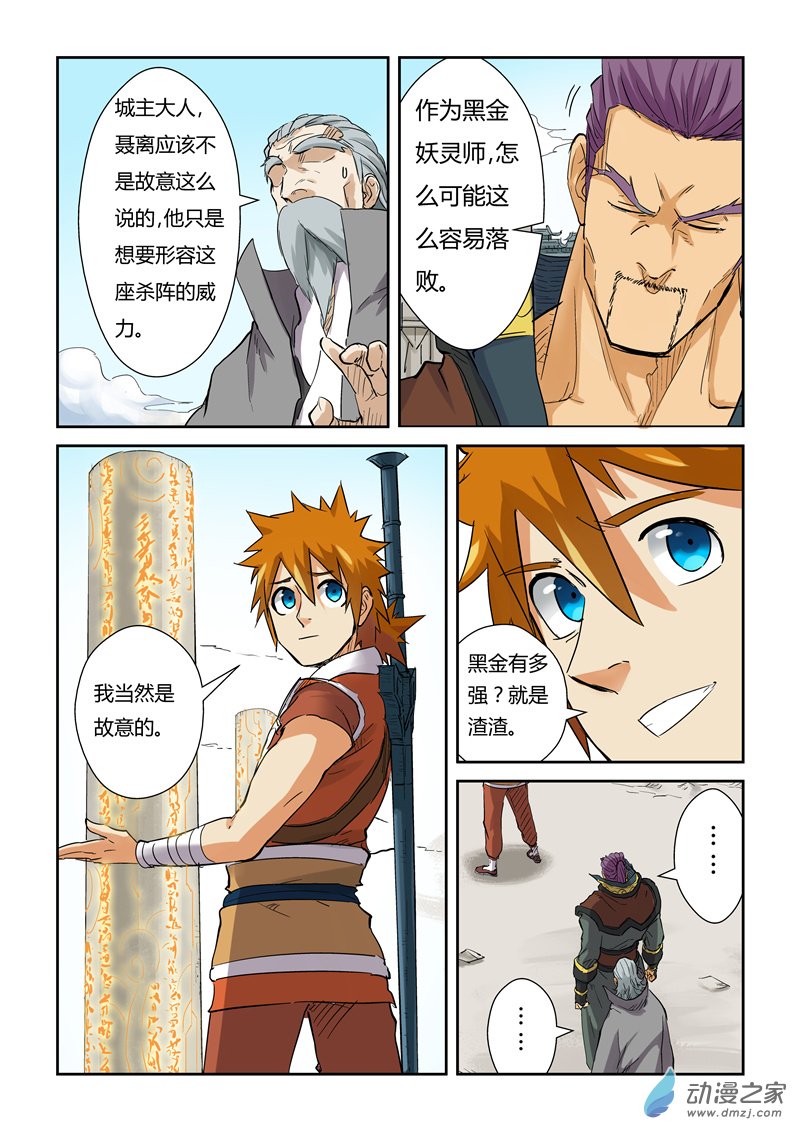 城主大人，
聂离应该不
是故意这么
说的，他只是
想要形容这
座杀阵的威
力。
作为黑金
妖灵师，怎
么可能这
么容易落
败。
我当然是
故意的。
黑金有多
强？就是
渣渣。
……
……
动漫之家
www.dmzj.com